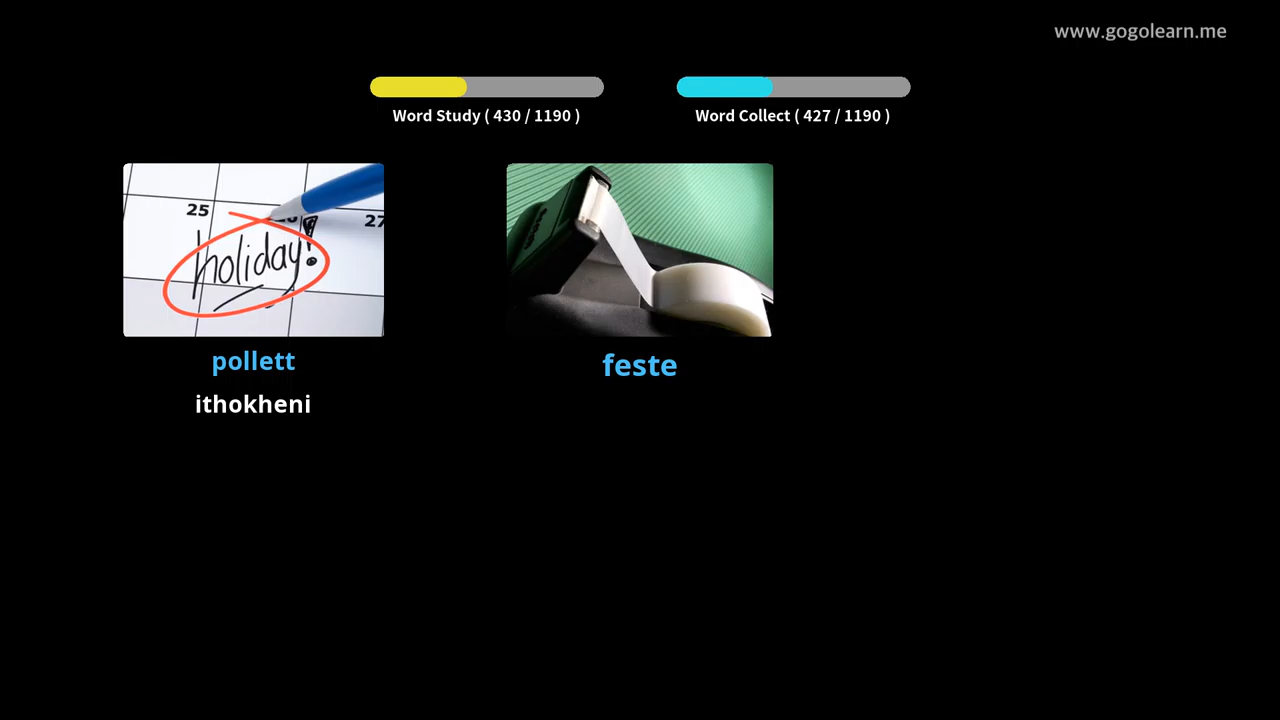 www.gogolearn.me
Word Study ( 430 / 1190 )
Word Collect ( 427 / 1190 )
25
27
holiday!
pollett
feste
ithokheni